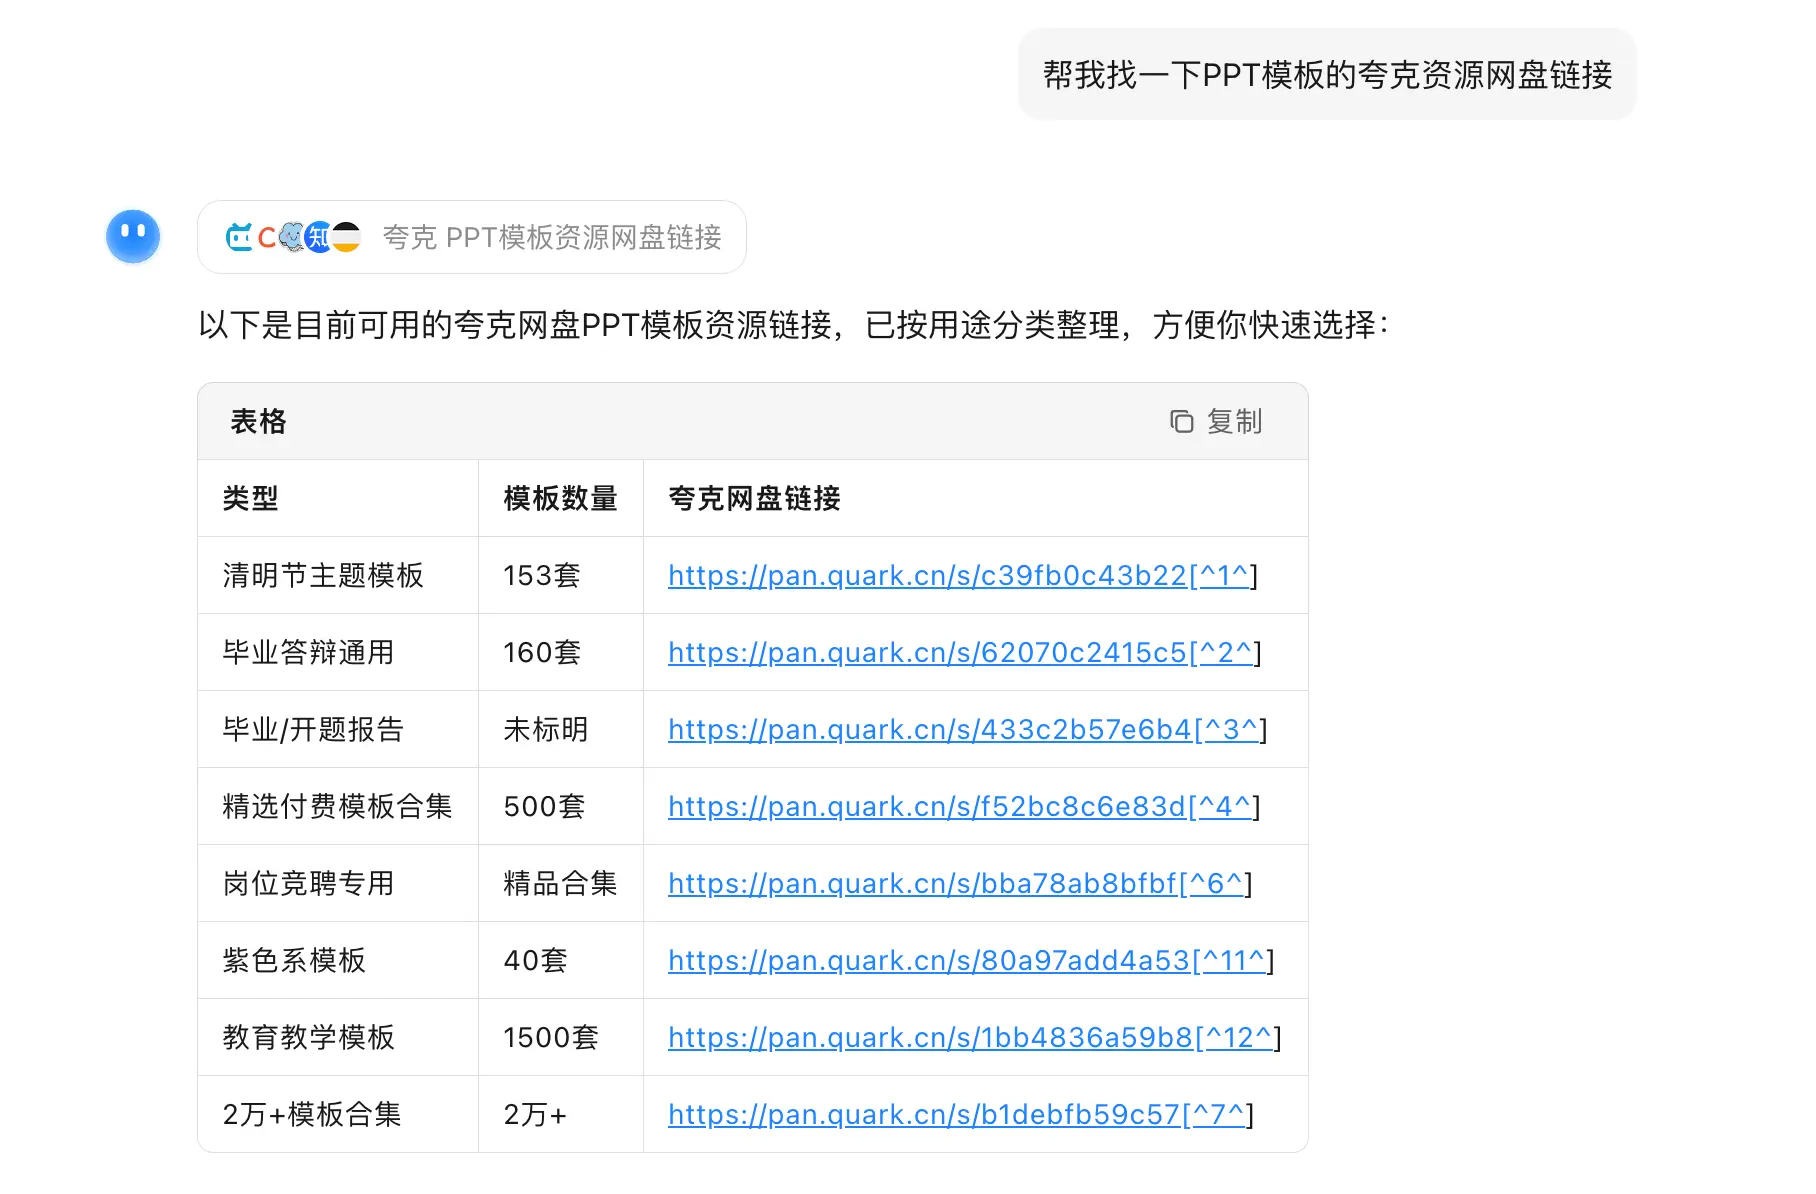 帮我找一下PPT模板的夸克资源网盘链接
知 夸克 PPT模板资源网盘链接
以下是目前可用的夸克网盘PPT模板资源链接，已按用途分类整理，方便你快速选择：
表格 复制
类型 模板数量 夸克网盘链接
清明节主题模板 153套 https://pan.quark.cn/s/c39fb0c43b22[^1^]
毕业答辩通用 160套 https://pan.quark.cn/s/62070c2415c5[^2^]
毕业/开题报告 未标明 https://pan.quark.cn/s/433c2b57e6b4[^3^]
精选付费模板合集 500套 https://pan.quark.cn/s/f52bc8c6e83d[^4^]
岗位竞聘专用 精品合集 https://pan.quark.cn/s/bba78ab8bfbf[^6^]
紫色系模板 40套 https://pan.quark.cn/s/80a97add4a53[^11^]
教育教学模板 1500套 https://pan.quark.cn/s/1bb4836a59b8[^12^]
2万+模板合集 2万+ https://pan.quark.cn/s/b1debfb59c57[^7^]